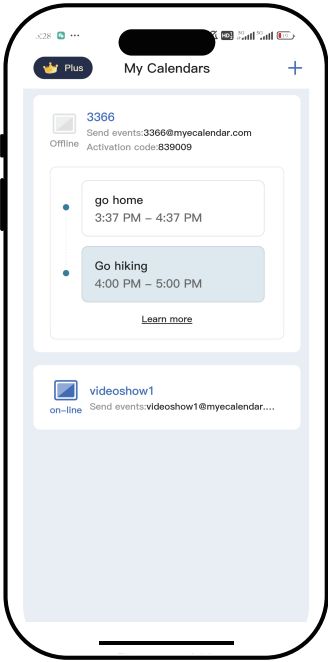 Plus
My Calendars
3366
Send events:3366@myecalendar.com
Offline
Activation code:839009
go home
3:37 PM – 4:37 PM
Go hiking
4:00 PM – 5:00 PM
Learn more
videoshow1
on-line
Send events:videoshow1@myecalendar....